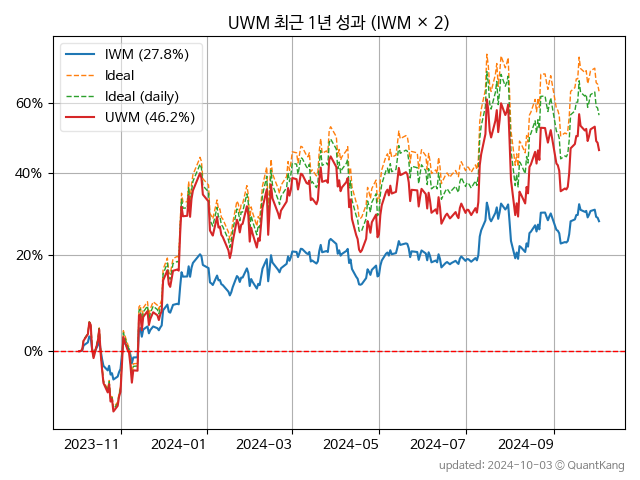 UWM 최근 1년 성과 (IWM × 2)
IWM (27.8%)
Ideal
Ideal (daily)
UWM (46.2%)
60%
40%
20%
0%
2023-11 2024-01 2024-03 2024-05 2024-07 2024-09
updated: 2024-10-03 © QuantKang